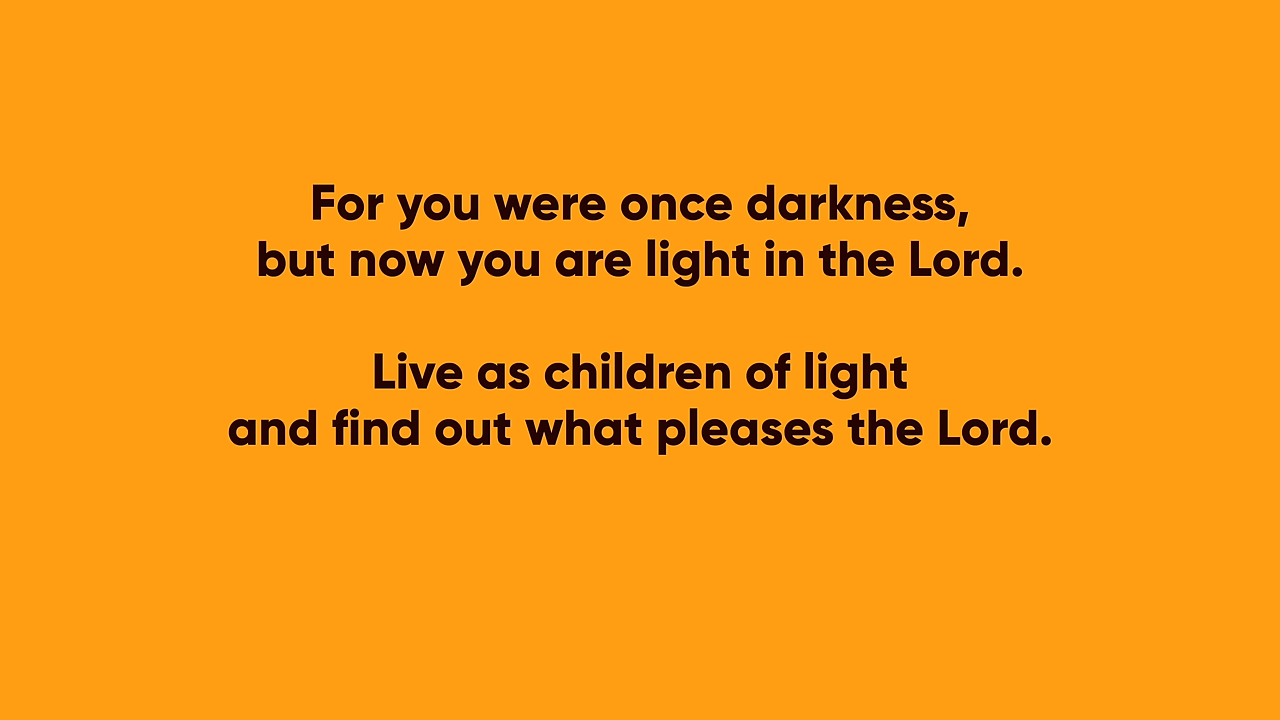 For you were once darkness,
but now you are light in the Lord.
Live as children of light
and find out what pleases the Lord.